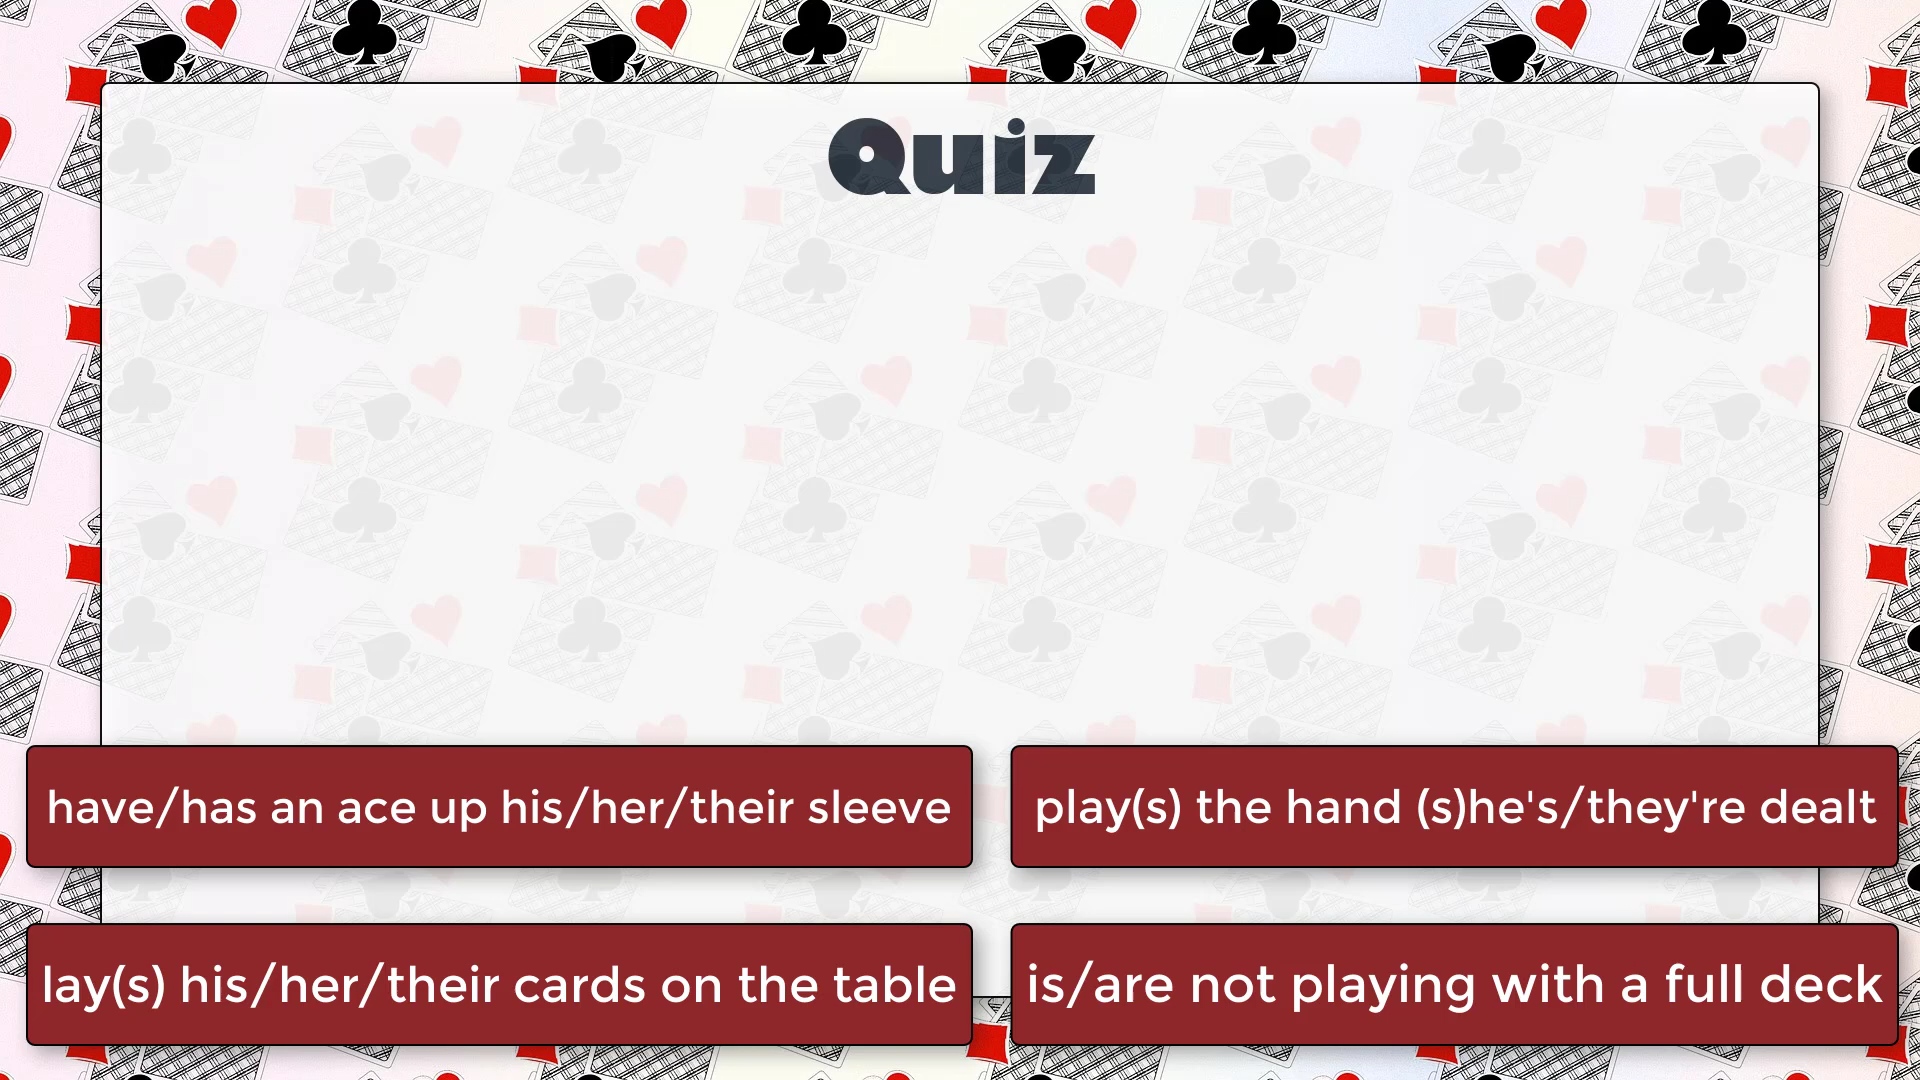 Quiz
have/has an ace up his/her/their sleeve
play(s) the hand (s)he's/they're dealt
lay(s) his/her/their cards on the table
is/are not playing with a full deck